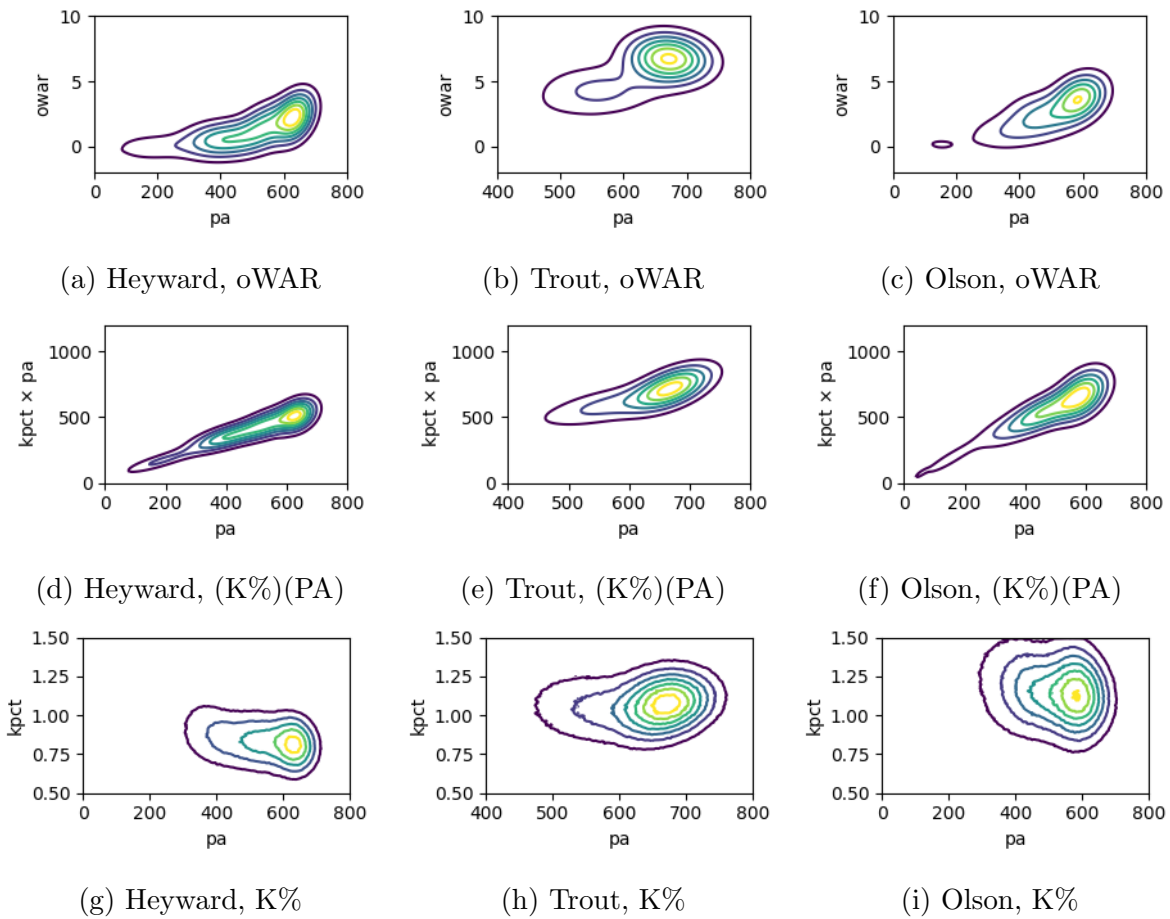 10
5
0
owar
0 200 400 600 800
pa
10
5
0
owar
400 500 600 700 800
pa
10
5
0
owar
0 200 400 600 800
pa
(a) Heyward, oWAR
(b) Trout, oWAR
(c) Olson, oWAR
1000
500
0
kpct × pa
0 200 400 600 800
pa
1000
500
0
kpct × pa
400 500 600 700 800
pa
1000
500
0
kpct × pa
0 200 400 600 800
pa
(d) Heyward, (K%)(PA)
(e) Trout, (K%)(PA)
(f) Olson, (K%)(PA)
1.50
1.25
1.00
0.75
0.50
kpct
0 200 400 600 800
pa
1.50
1.25
1.00
0.75
0.50
kpct
400 500 600 700 800
pa
1.50
1.25
1.00
0.75
0.50
kpct
0 200 400 600 800
pa
(g) Heyward, K%
(h) Trout, K%
(i) Olson, K%